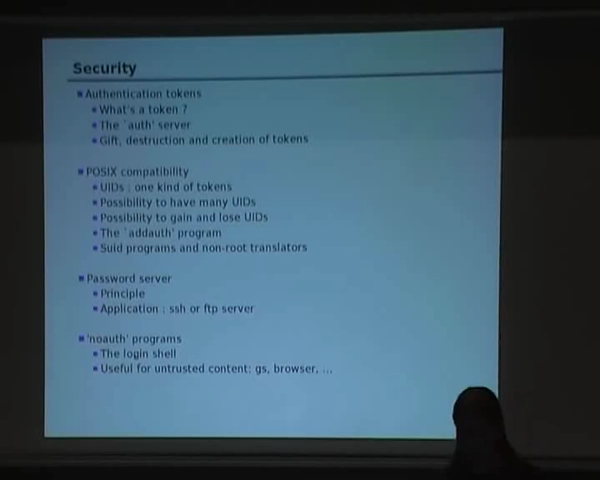 Security
Authentication tokens
What's a token ?
The `auth' server
Gift, destruction and creation of tokens
POSIX compatibility
UIDs : one kind of tokens
Possibility to have many UIDs
Possibility to gain and lose UIDs
The `addauth' program
Suid programs and non-root translators
Password server
Principle
Application : ssh or ftp server
'noauth' programs
The login shell
Useful for untrusted content: gs, browser, ...